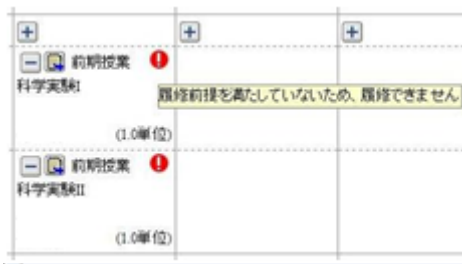 前期授業
科学実験I
履修前提を満たしていないため、履修できません
(1.0単位)
前期授業
科学実験II
(1.0単位)